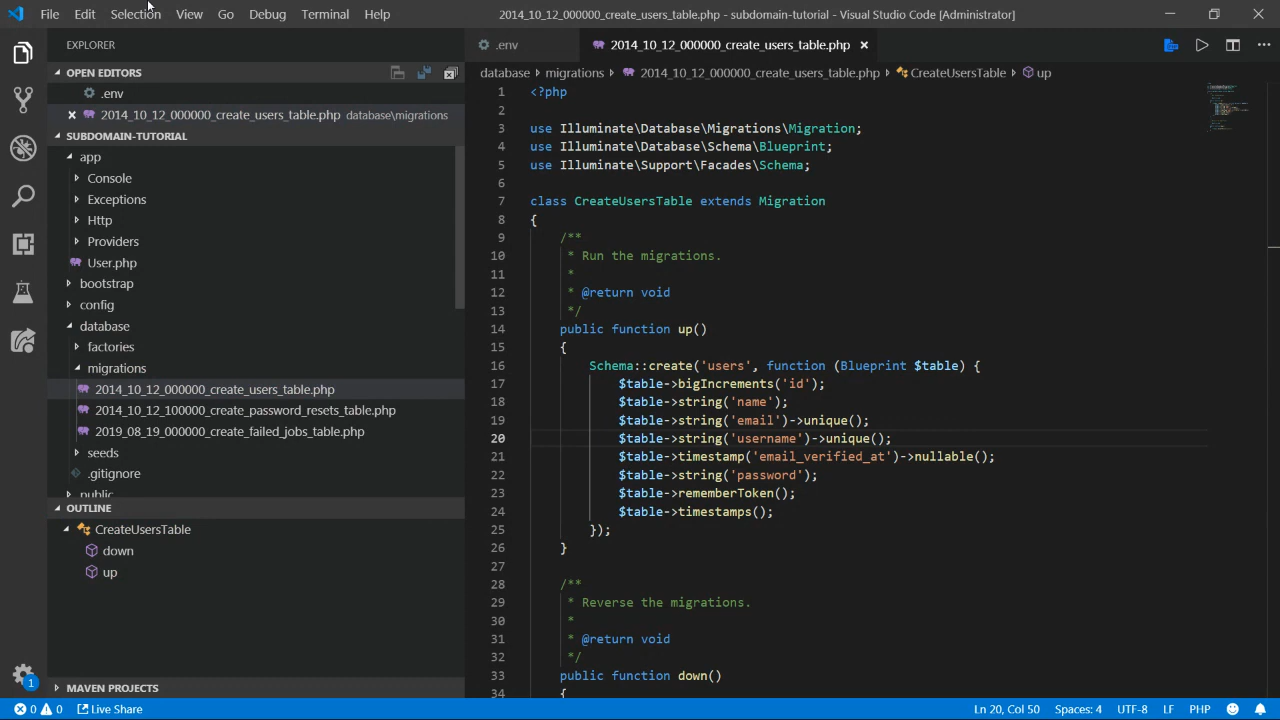 File Edit Selection View Go Debug Terminal Help 2014_10_12_000000_create_users_table.php - subdomain-tutorial - Visual Studio Code [Administrator]
EXPLORER
OPEN EDITORS
.env
2014_10_12_000000_create_users_table.php database\migrations
SUBDOMAIN-TUTORIAL
app
Console
Exceptions
Http
Providers
User.php
bootstrap
config
database
factories
migrations
2014_10_12_000000_create_users_table.php
2014_10_12_100000_create_password_resets_table.php
2019_08_19_000000_create_failed_jobs_table.php
seeds
.gitignore
public
OUTLINE
CreateUsersTable
down
up
MAVEN PROJECTS
.env 2014_10_12_000000_create_users_table.php
database migrations 2014_10_12_000000_create_users_table.php CreateUsersTable up
1 <?php
2
3 use Illuminate\Database\Migrations\Migration;
4 use Illuminate\Database\Schema\Blueprint;
5 use Illuminate\Support\Facades\Schema;
6
7 class CreateUsersTable extends Migration
8 {
9 /**
10 * Run the migrations.
11 *
12 * @return void
13 */
14 public function up()
15 {
16 Schema::create('users', function (Blueprint $table) {
17 $table->bigIncrements('id');
18 $table->string('name');
19 $table->string('email')->unique();
20 $table->string('username')->unique();
21 $table->timestamp('email_verified_at')->nullable();
22 $table->string('password');
23 $table->rememberToken();
24 $table->timestamps();
25 });
26 }
27
28 /**
29 * Reverse the migrations.
30 *
31 * @return void
32 */
33 public function down()
34 {
1
0 0 Live Share Ln 20, Col 50 Spaces: 4 UTF-8 LF PHP